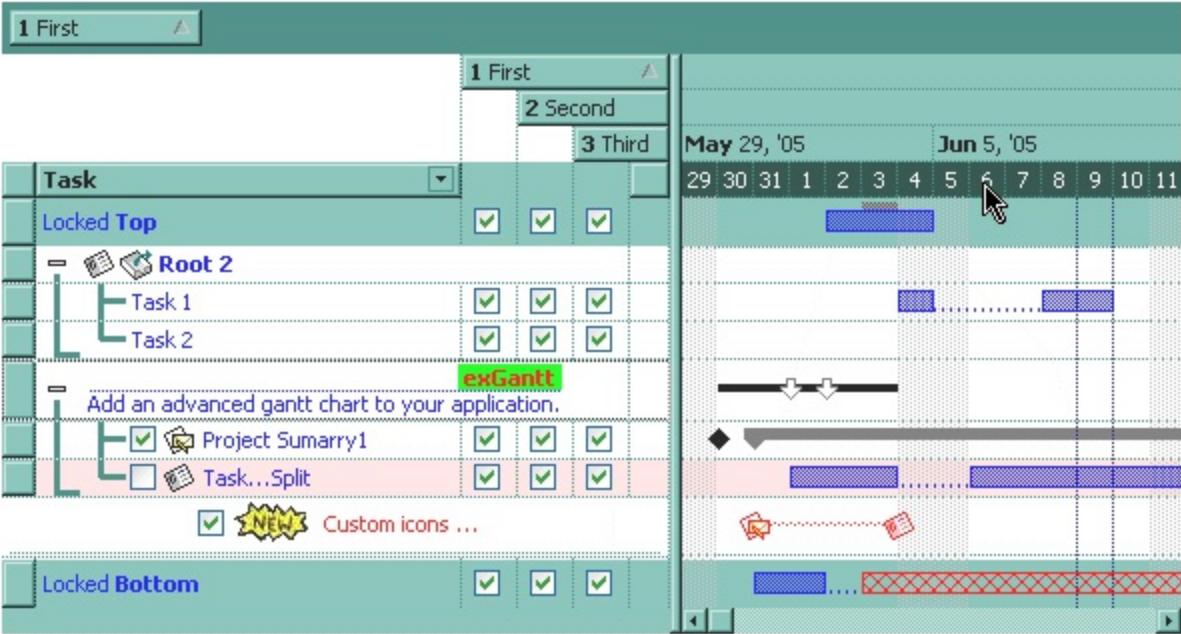 1 First
1 First
2 Second
3 Third
May 29, '05 Jun 5, '05
Task
29 30 31 1 2 3 4 5 6 7 8 9 10 11
Locked Top
Root 2
Task 1
Task 2
exGantt
Add an advanced gantt chart to your application.
Project Sumarry1
Task...Split
NEW Custom icons ...
Locked Bottom